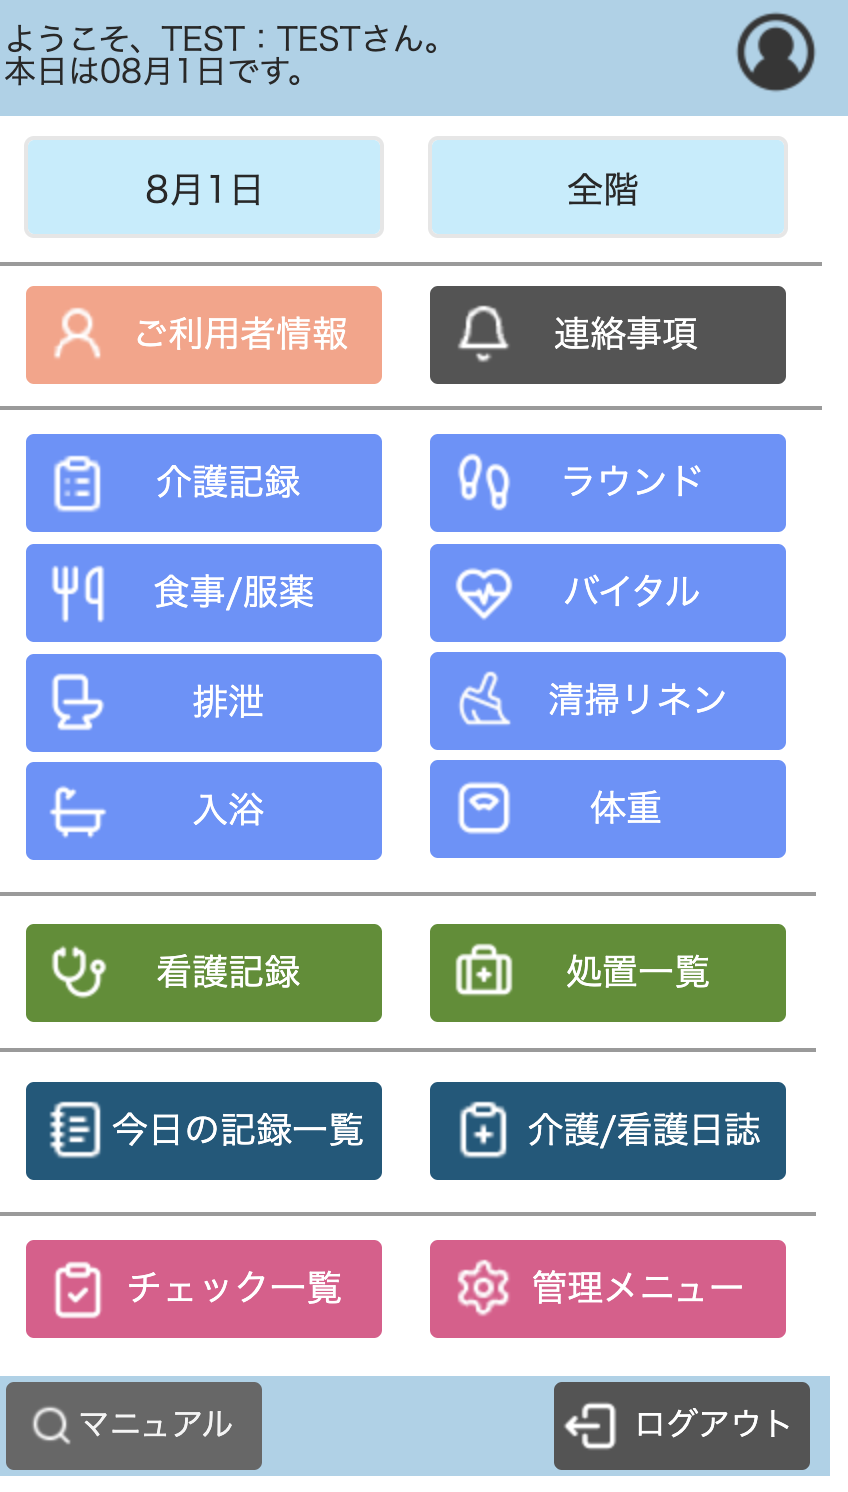 ようこそ、TEST：TESTさん。
本日は08月1日です。
8月1日
全階
ご利用者情報
連絡事項
介護記録
ラウンド
食事/服薬
バイタル
排泄
清掃リネン
入浴
体重
看護記録
処置一覧
今日の記録一覧
介護/看護日誌
チェック一覧
管理メニュー
マニュアル
ログアウト